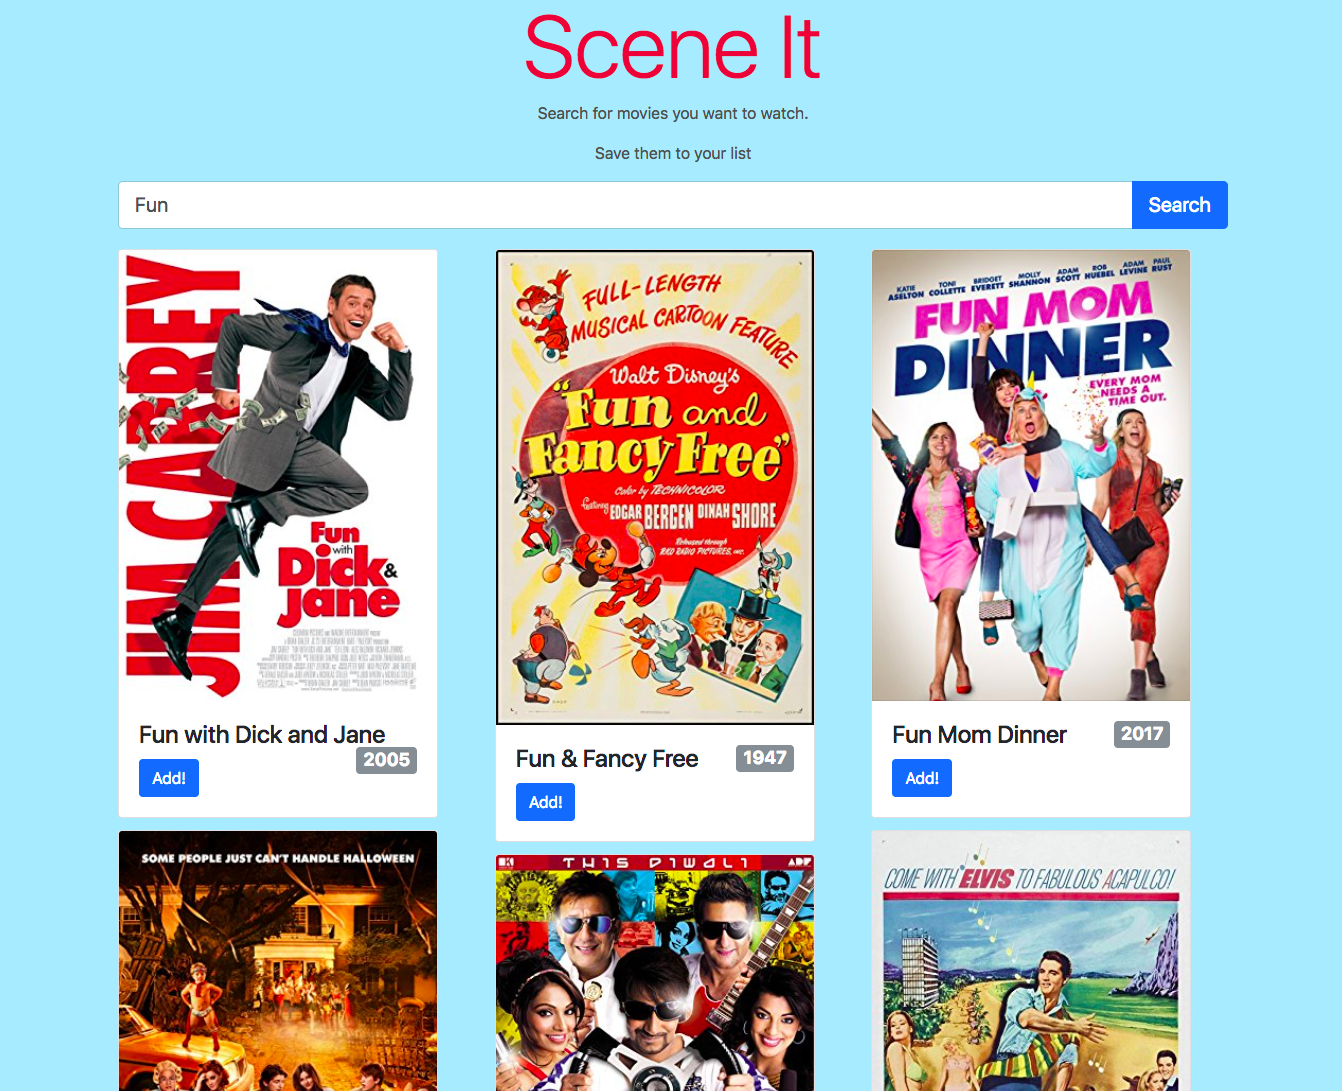 Scene It
Search for movies you want to watch.
Save them to your list
Fun
Search
JIM CARREY
Fun
with
Dick &
Jane
Fun with Dick and Jane
2005
Add!
FULL-LENGTH
MUSICAL CARTOON FEATURE
Walt Disney's
"Fun and
Fancy Free"
Color by TECHNICOLOR
featuring EDGAR BERGEN DINAH SHORE
Released through
RKO RADIO PICTURES, INC.
Fun & Fancy Free
1947
Add!
KATIE ASELTON TONI COLLETTE BRIDGET EVERETT MOLLY SHANNON ADAM SCOTT ROB HUEBEL ADAM LEVINE PAUL RUST
FUN MOM
DINNER
EVERY MOM
NEEDS A
TIME OUT.
Fun Mom Dinner
2017
Add!
SOME PEOPLE JUST CAN'T HANDLE HALLOWEEN
THIS DIWALI
COME WITH ELVIS TO FABULOUS ACAPULCO!